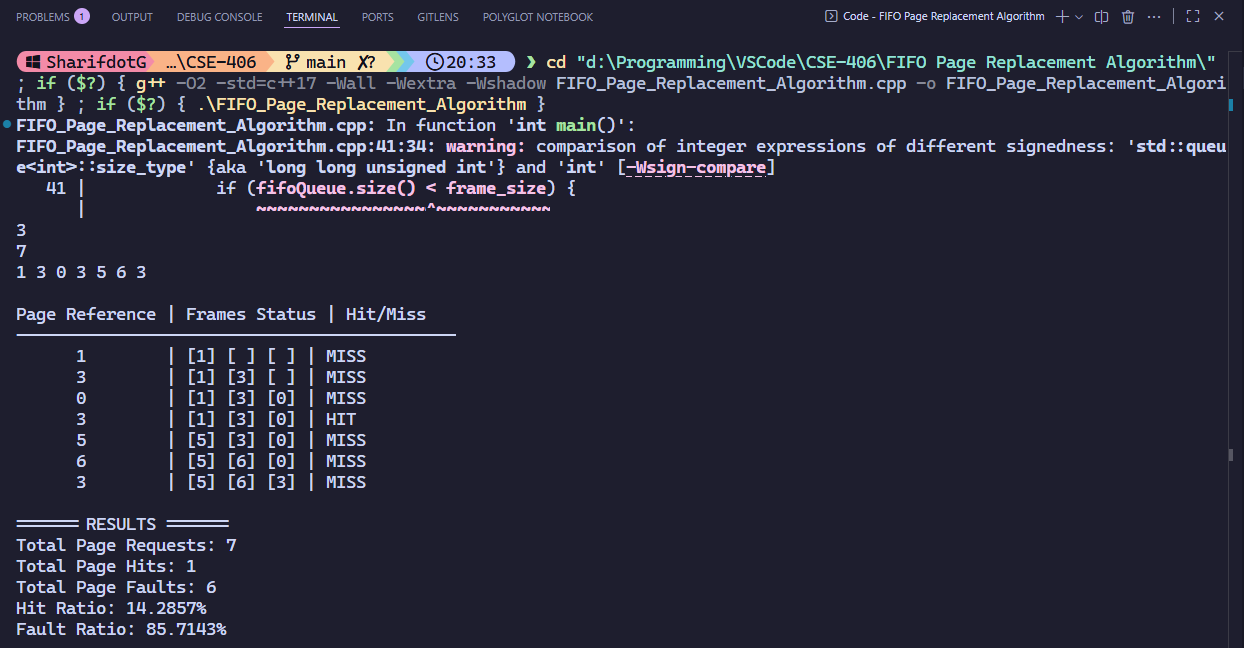 PROBLEMS 1 OUTPUT DEBUG CONSOLE TERMINAL PORTS GITLENS POLYGLOT NOTEBOOK Code - FIFO Page Replacement Algorithm
SharifdotG …\CSE-406 main ✗? 20:33 ❯ cd "d:\Programming\VSCode\CSE-406\FIFO Page Replacement Algorithm\"
; if ($?) { g++ -O2 -std=c++17 -Wall -Wextra -Wshadow FIFO_Page_Replacement_Algorithm.cpp -o FIFO_Page_Replacement_Algori
thm } ; if ($?) { .\FIFO_Page_Replacement_Algorithm }
FIFO_Page_Replacement_Algorithm.cpp: In function 'int main()':
FIFO_Page_Replacement_Algorithm.cpp:41:34: warning: comparison of integer expressions of different signedness: 'std::queu
e<int>::size_type' {aka 'long long unsigned int'} and 'int' [-Wsign-compare]
41 | if (fifoQueue.size() < frame_size) {
| ~~~~~~~~~~~~~~~~~^~~~~~~~~~~~
3
7
1 3 0 3 5 6 3
Page Reference | Frames Status | Hit/Miss
1 | [1] [ ] [ ] | MISS
3 | [1] [3] [ ] | MISS
0 | [1] [3] [0] | MISS
3 | [1] [3] [0] | HIT
5 | [5] [3] [0] | MISS
6 | [5] [6] [0] | MISS
3 | [5] [6] [3] | MISS
====== RESULTS ======
Total Page Requests: 7
Total Page Hits: 1
Total Page Faults: 6
Hit Ratio: 14.2857%
Fault Ratio: 85.7143%